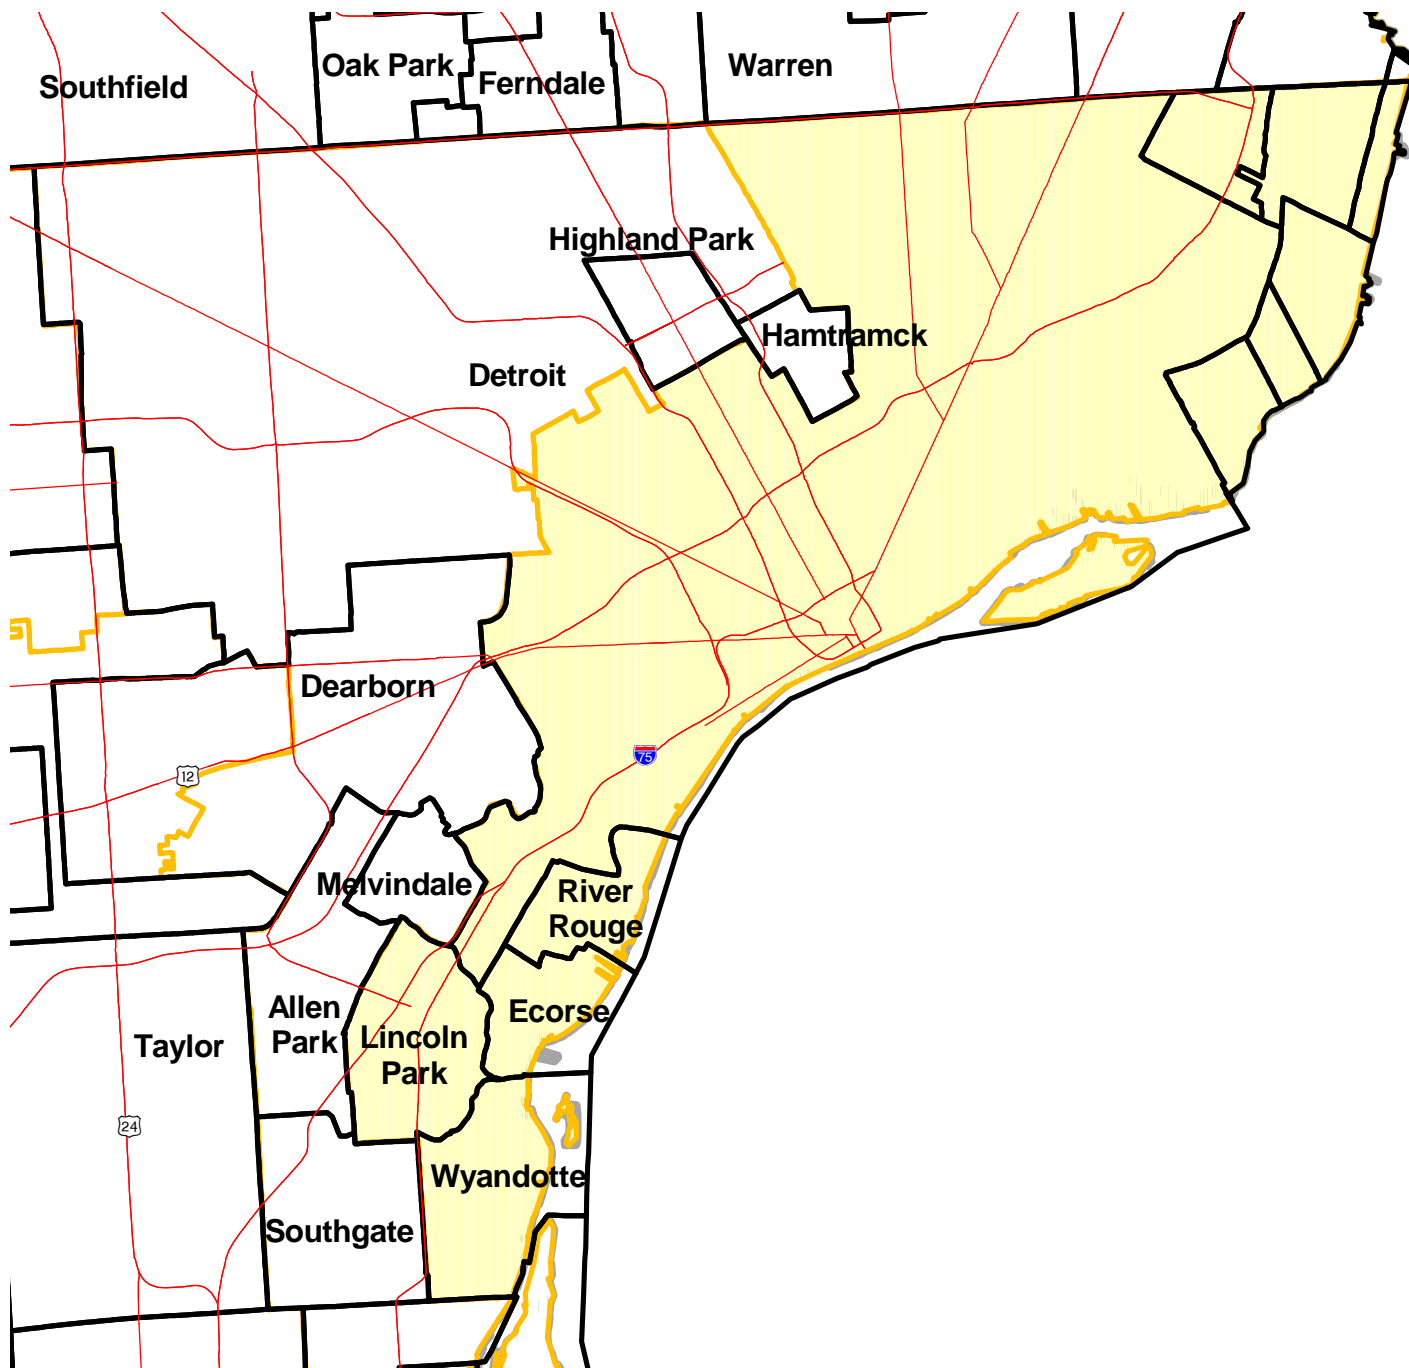 Oak Park
Ferndale
Warren
Southfield
Highland Park
Hamtramck
Detroit
Dearborn
75
12
Melvindale
River
Rouge
Allen
Park
Ecorse
Taylor
Lincoln
Park
24
Wyandotte
Southgate